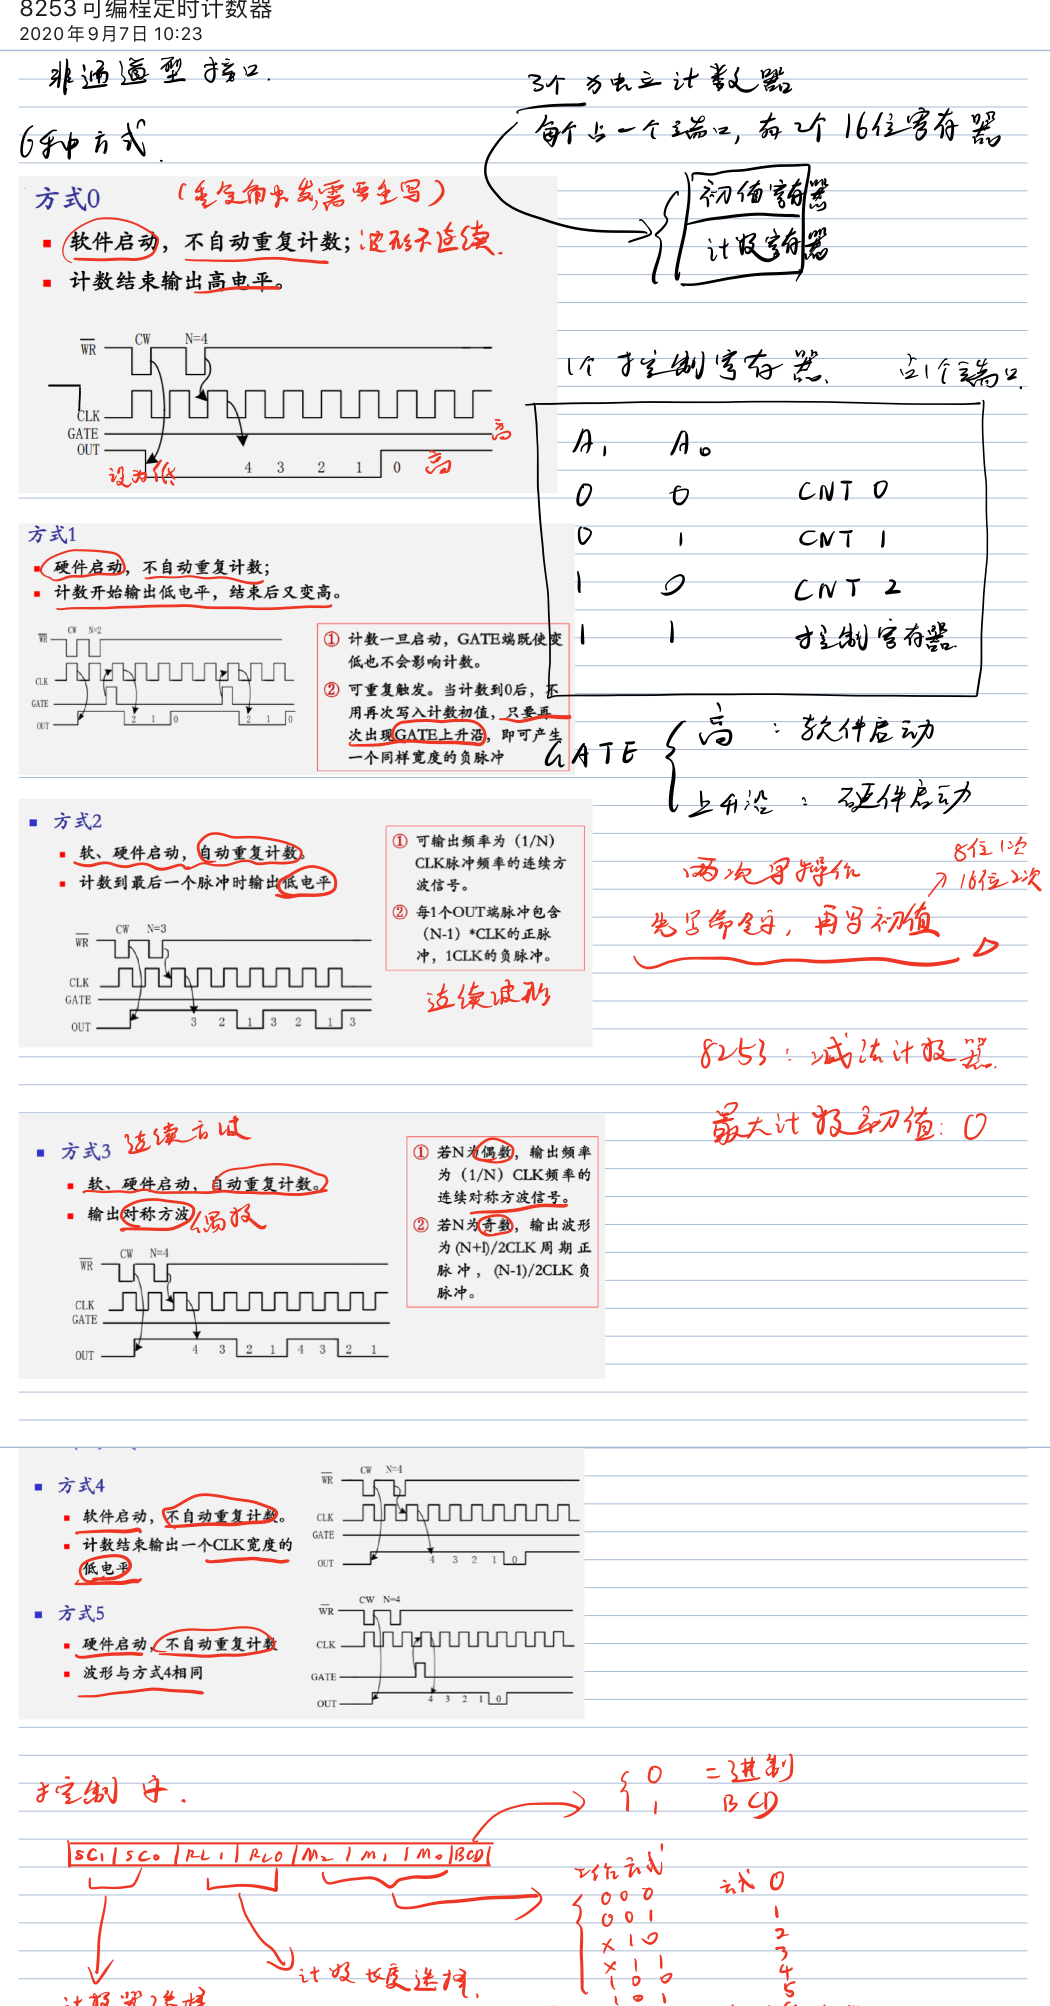 8253可编程定时计数器
2020年9月7日 10:23
非通道型接口.
3个独立计数器
6种方式.
每个占一个端口, 有2个16位寄存器
初值寄存器
计数寄存器
方式0
软件启动，不自动重复计数；波形不连续.
计数结束输出高电平。
WR CW N=4
CLK
GATE 高
OUT 设为低 4 3 2 1 0 高
1个控制寄存器. 占1个端口.
A1 A0
0 0 CNT 0
0 1 CNT 1
1 0 CNT 2
1 1 控制寄存器
方式1
硬件启动，不自动重复计数；
计数开始输出低电平，结束后又变高。
WR CW N=2
CLK
GATE
OUT 2 1 0 2 1 0
① 计数一旦启动，GATE端既使变
低也不会影响计数。
② 可重复触发。当计数到0后，不
用再次写入计数初值，只要再
次出现GATE上升沿，即可产生
一个同样宽度的负脉冲
GATE
高：软件启动
上升沿：硬件启动
方式2
软、硬件启动，自动重复计数。
计数到最后一个脉冲时输出低电平
WR CW N=3
CLK
GATE
OUT 3 2 1 3 2 1 3
① 可输出频率为（1/N）
CLK脉冲频率的连续方
波信号。
② 每1个OUT端脉冲包含
（N-1）*CLK的正脉
冲，1CLK的负脉冲。
连续波形
两次写操作
8位1次
16位2次
先写命令字, 再写初值
8253：减法计数器.
最大计数初值：0
方式3 连续方波
软、硬件启动，自动重复计数。
输出对称方波 偶数
WR CW N=4
CLK
GATE
OUT 4 3 2 1 4 3 2 1
① 若N为偶数，输出频率
为（1/N）CLK频率的
连续对称方波信号。
② 若N为奇数，输出波形
为(N+1)/2CLK周期正
脉冲，(N-1)/2CLK负
脉冲。
方式4
软件启动，不自动重复计数。
计数结束输出一个CLK宽度的
低电平
WR CW N=4
CLK
GATE
OUT 4 3 2 1 0
方式5
硬件启动，不自动重复计数
波形与方式4相同
WR CW N=4
CLK
GATE
OUT 4 3 2 1 0
控制字.
0 二进制
1 BCD
SC1 SC0 RL1 RL0 M2 M1 M0 BCD
工作方式
000 方式0
001 1
X10 2
X11 3
100 4
101 5
计数长度选择.
计数器选择